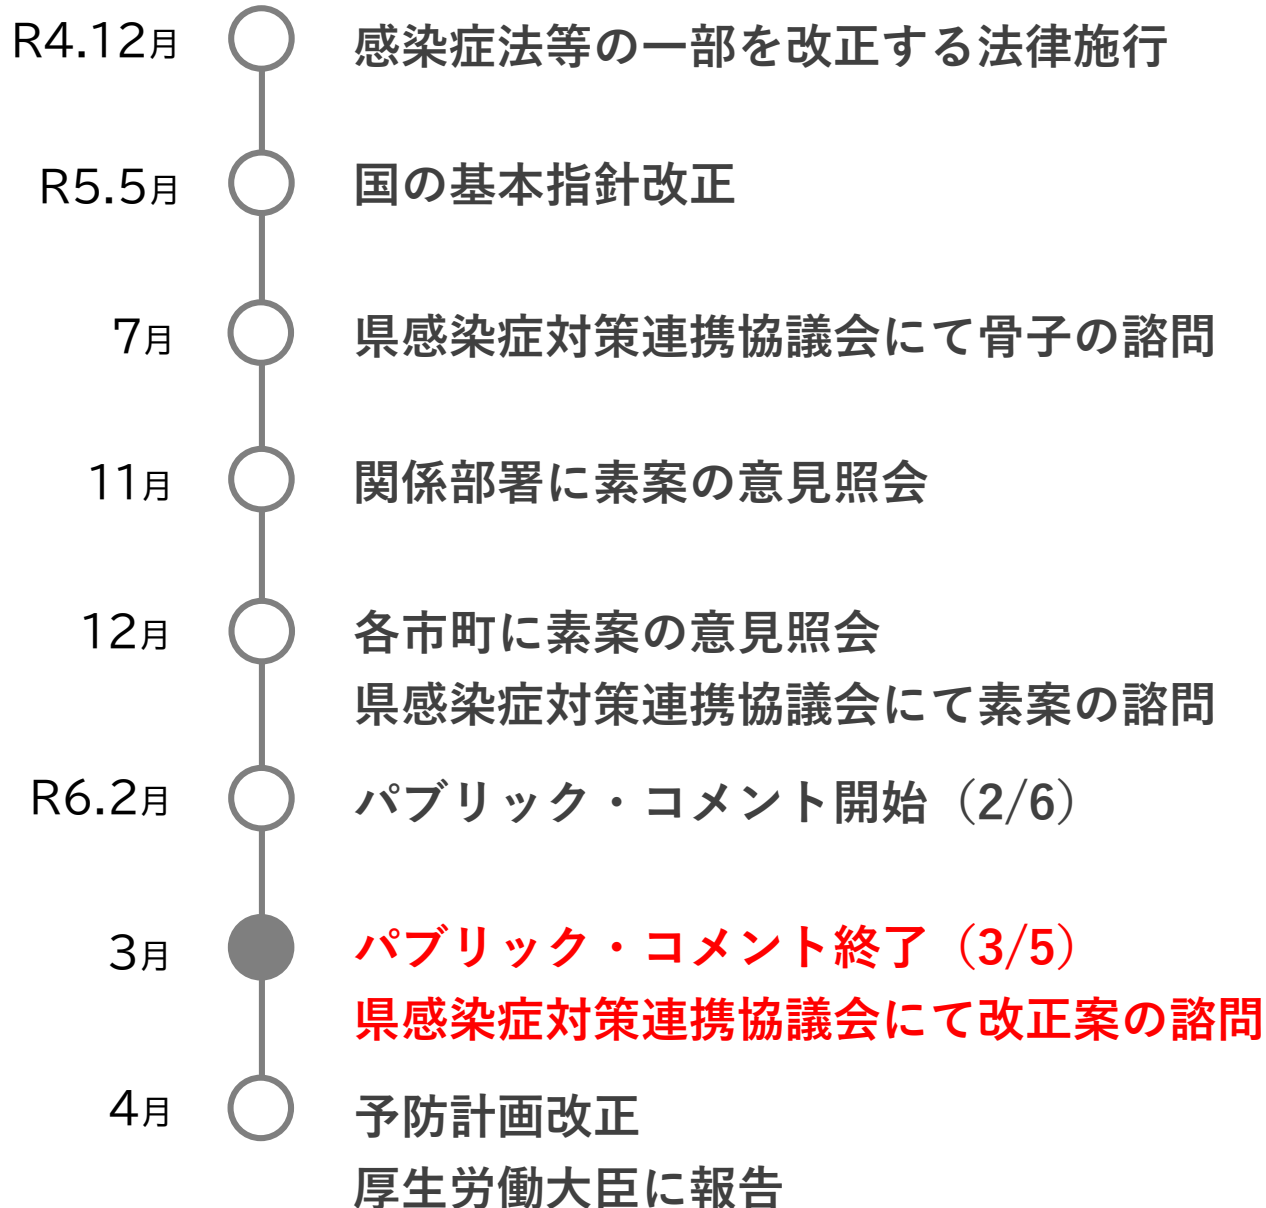 R4.12月 感染症法等の一部を改正する法律施行
R5.5月 国の基本指針改正
7月 県感染症対策連携協議会にて骨子の諮問
11月 関係部署に素案の意見照会
12月 各市町に素案の意見照会
県感染症対策連携協議会にて素案の諮問
R6.2月 パブリック・コメント開始（2/6）
3月 パブリック・コメント終了（3/5）
県感染症対策連携協議会にて改正案の諮問
4月 予防計画改正
厚生労働大臣に報告